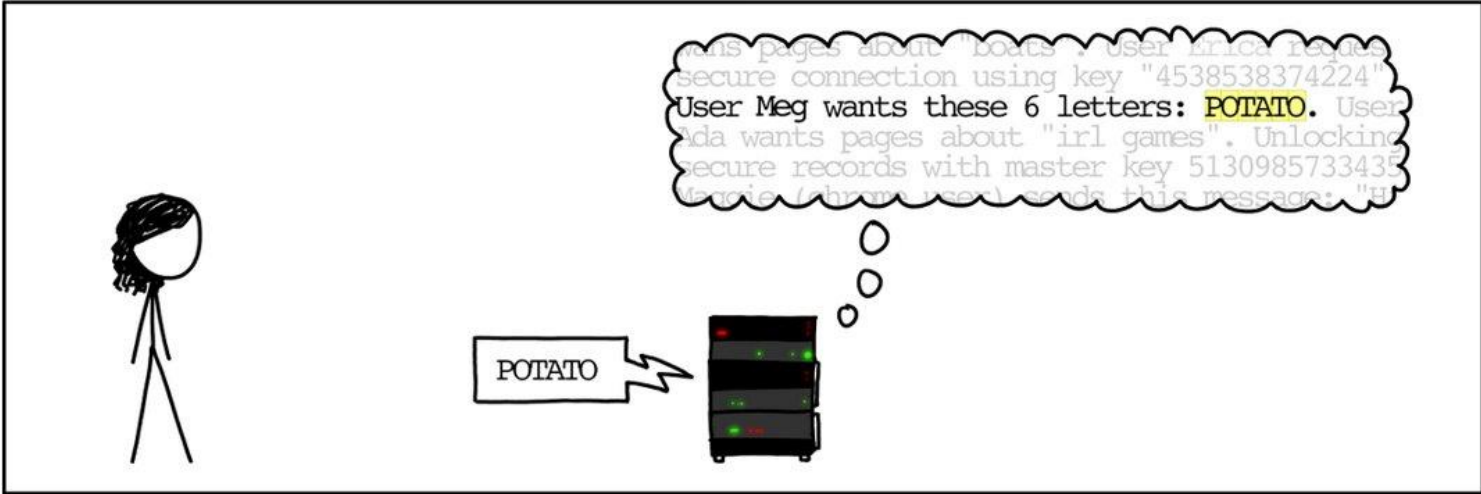 wans pages about "boats". User Erica reques
secure connection using key "4538538374224"
User Meg wants these 6 letters: POTATO. User
Ada wants pages about "irl games". Unlocking
secure records with master key 5130985733435
Maggie (chrome user) sends this message: "H
POTATO